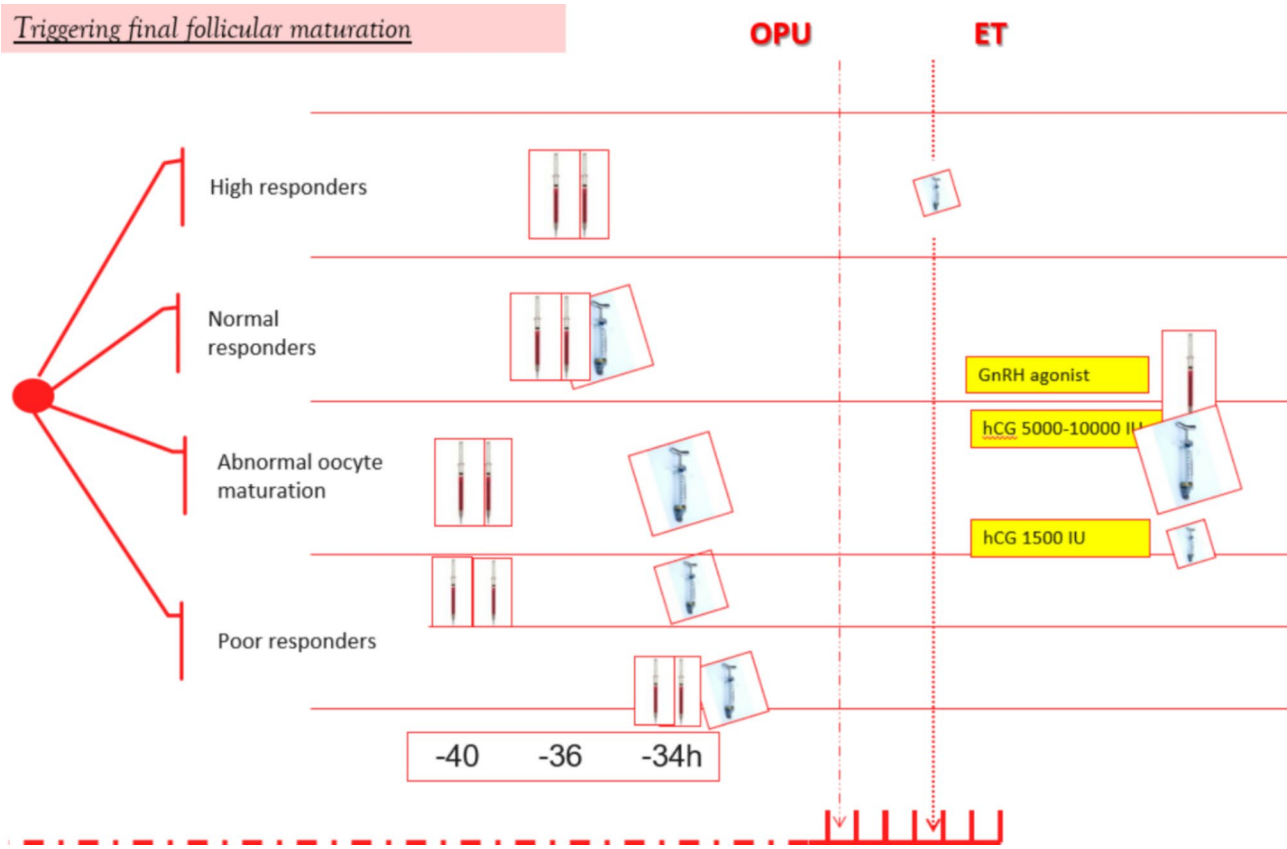 Triggering final follicular maturation
OPU
ET
High responders
Normal
responders
GnRH agonist
hCG 5000-10000 IU
Abnormal oocyte
maturation
hCG 1500 IU
Poor responders
-40 -36 -34h